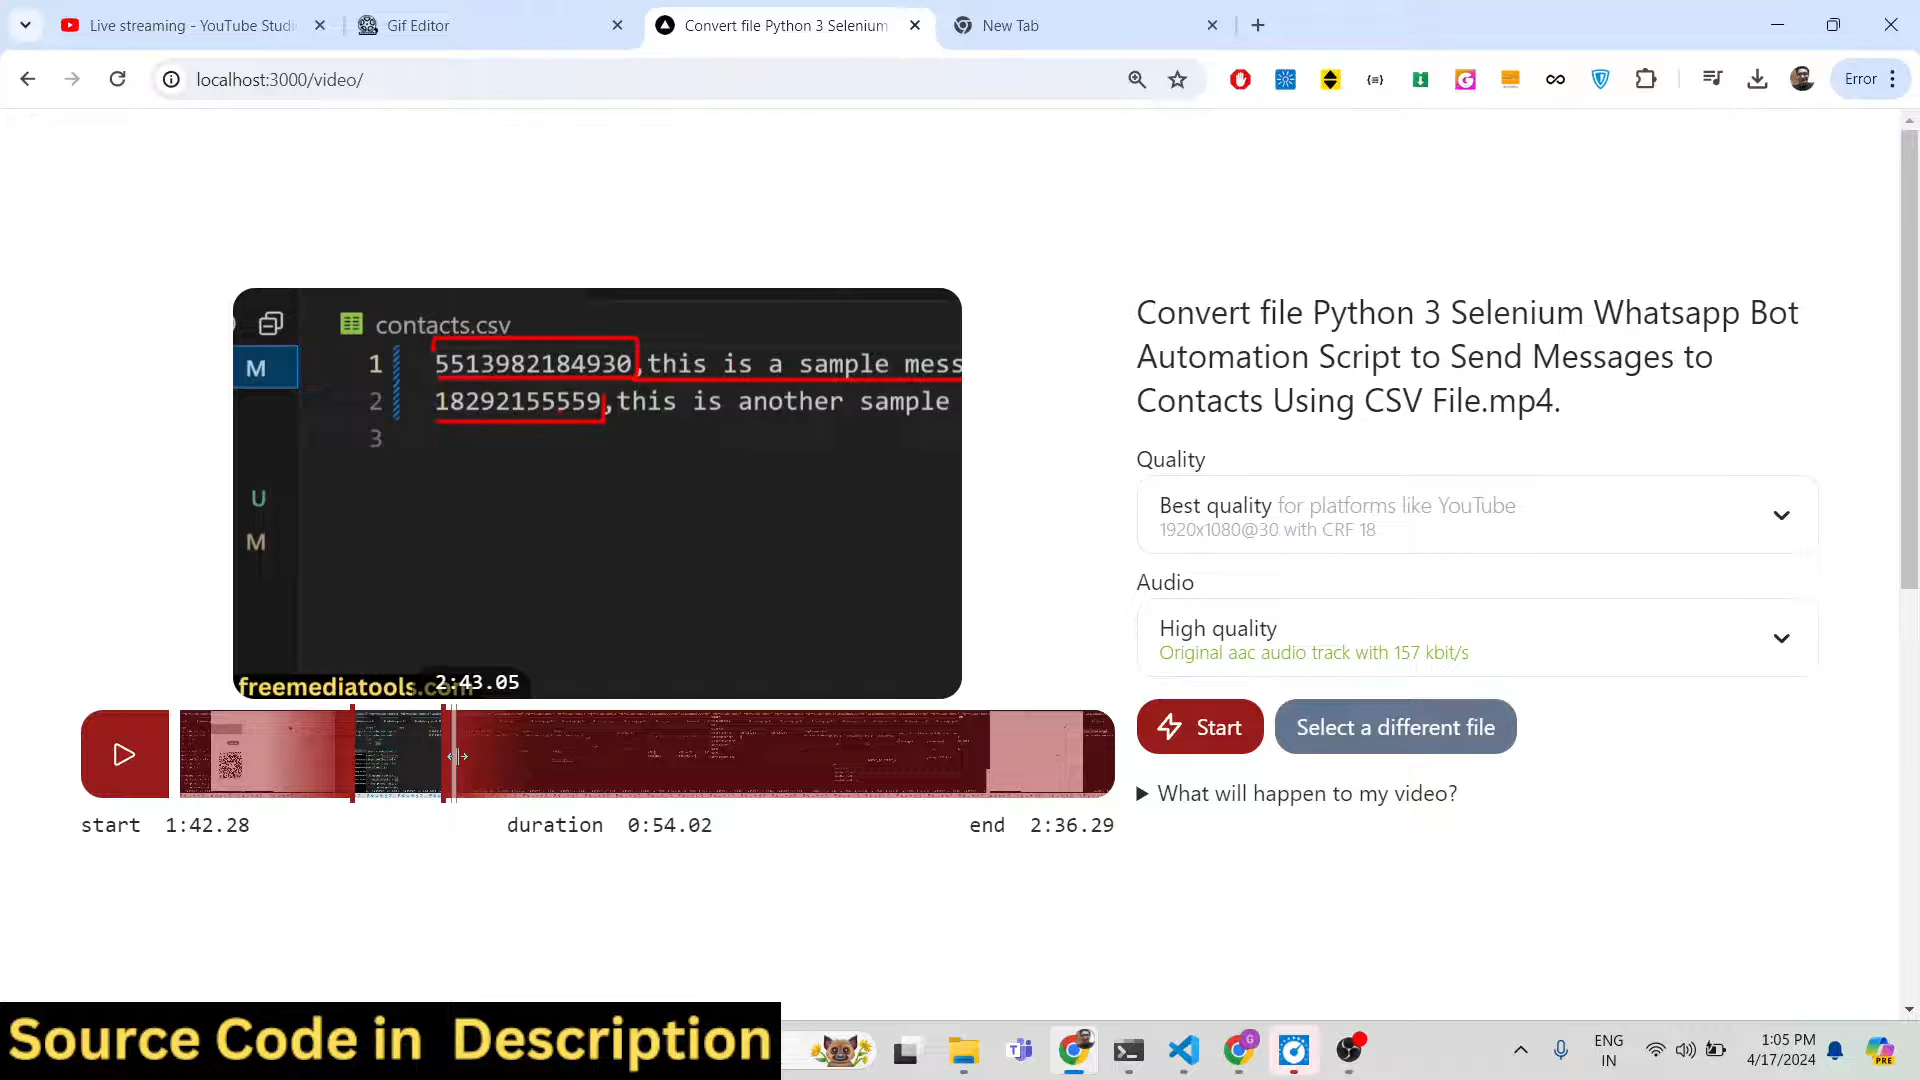 Live streaming - YouTube Studi
Gif Editor
Convert file Python 3 Selenium
New Tab
localhost:3000/video/
Error
contacts.csv
M
1 5513982184930,this is a sample mess
2 18292155559,this is another sample
3
U
M
freemediatools.com
2:43.05
start 1:42.28
duration 0:54.02
end 2:36.29
Convert file Python 3 Selenium Whatsapp Bot
Automation Script to Send Messages to
Contacts Using CSV File.mp4.
Quality
Best quality for platforms like YouTube
1920x1080@30 with CRF 18
Audio
High quality
Original aac audio track with 157 kbit/s
Start
Select a different file
What will happen to my video?
Source Code in Description
G
ENG
IN
1:05 PM
4/17/2024
PRE